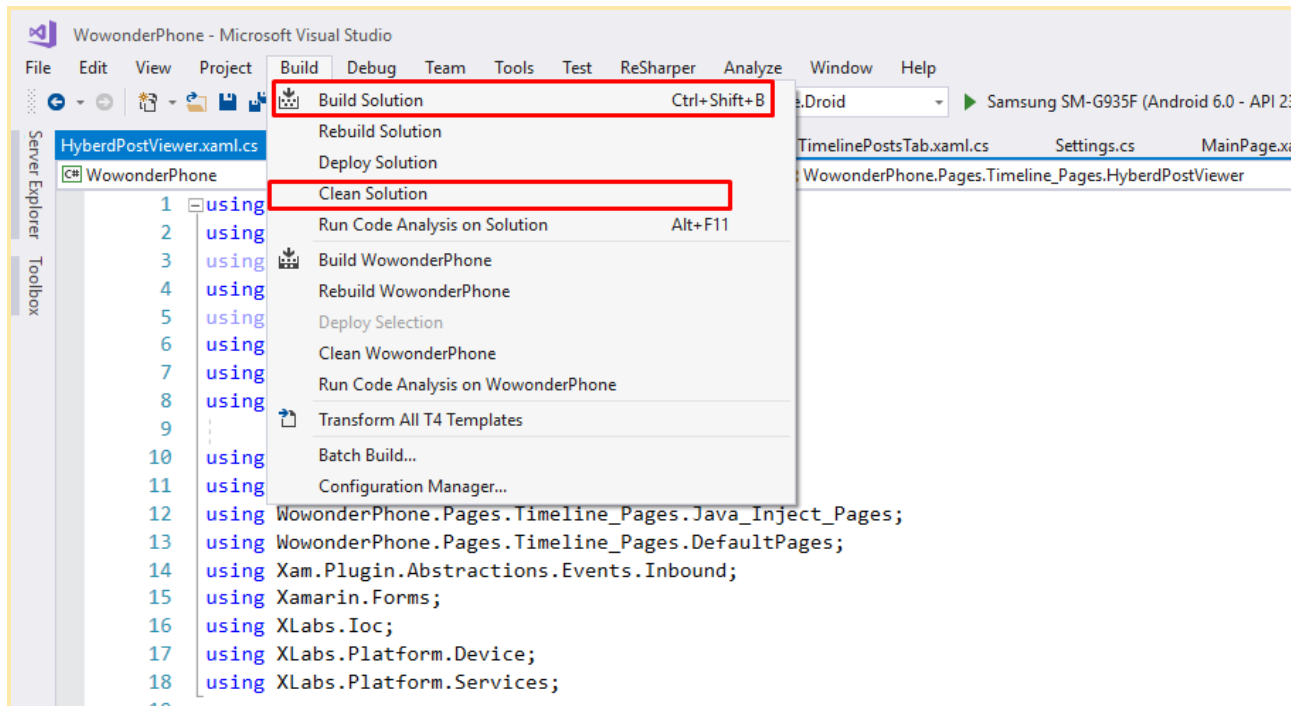 WowonderPhone - Microsoft Visual Studio
File Edit View Project Build Debug Team Tools Test ReSharper Analyze Window Help
.Droid Samsung SM-G935F (Android 6.0 - API 23
HyberdPostViewer.xaml.cs TimelinePostsTab.xaml.cs Settings.cs MainPage.xa
C# WowonderPhone WowonderPhone.Pages.Timeline_Pages.HyberdPostViewer
Server Explorer
Toolbox
Build Solution Ctrl+Shift+B
Rebuild Solution
Deploy Solution
Clean Solution
Run Code Analysis on Solution Alt+F11
Build WowonderPhone
Rebuild WowonderPhone
Deploy Selection
Clean WowonderPhone
Run Code Analysis on WowonderPhone
Transform All T4 Templates
Batch Build...
Configuration Manager...
1 using
2 using
3 using
4 using
5 using
6 using
7 using
8 using
9
10 using
11 using
12 using WowonderPhone.Pages.Timeline_Pages.Java_Inject_Pages;
13 using WowonderPhone.Pages.Timeline_Pages.DefaultPages;
14 using Xam.Plugin.Abstractions.Events.Inbound;
15 using Xamarin.Forms;
16 using XLabs.Ioc;
17 using XLabs.Platform.Device;
18 using XLabs.Platform.Services;